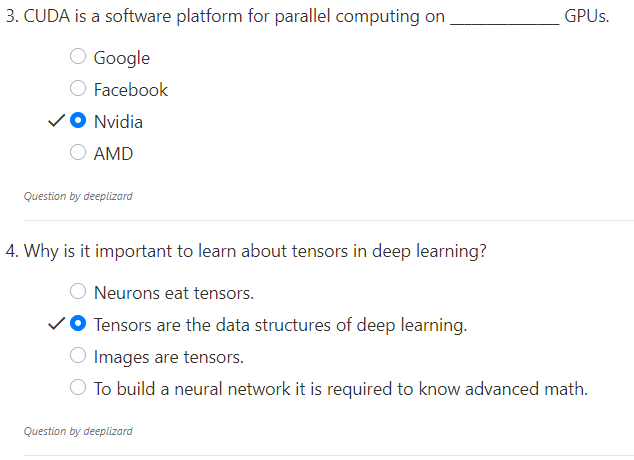 3. CUDA is a software platform for parallel computing on ____________ GPUs.
Google
Facebook
Nvidia
AMD
Question by deeplizard
4. Why is it important to learn about tensors in deep learning?
Neurons eat tensors.
Tensors are the data structures of deep learning.
Images are tensors.
To build a neural network it is required to know advanced math.
Question by deeplizard